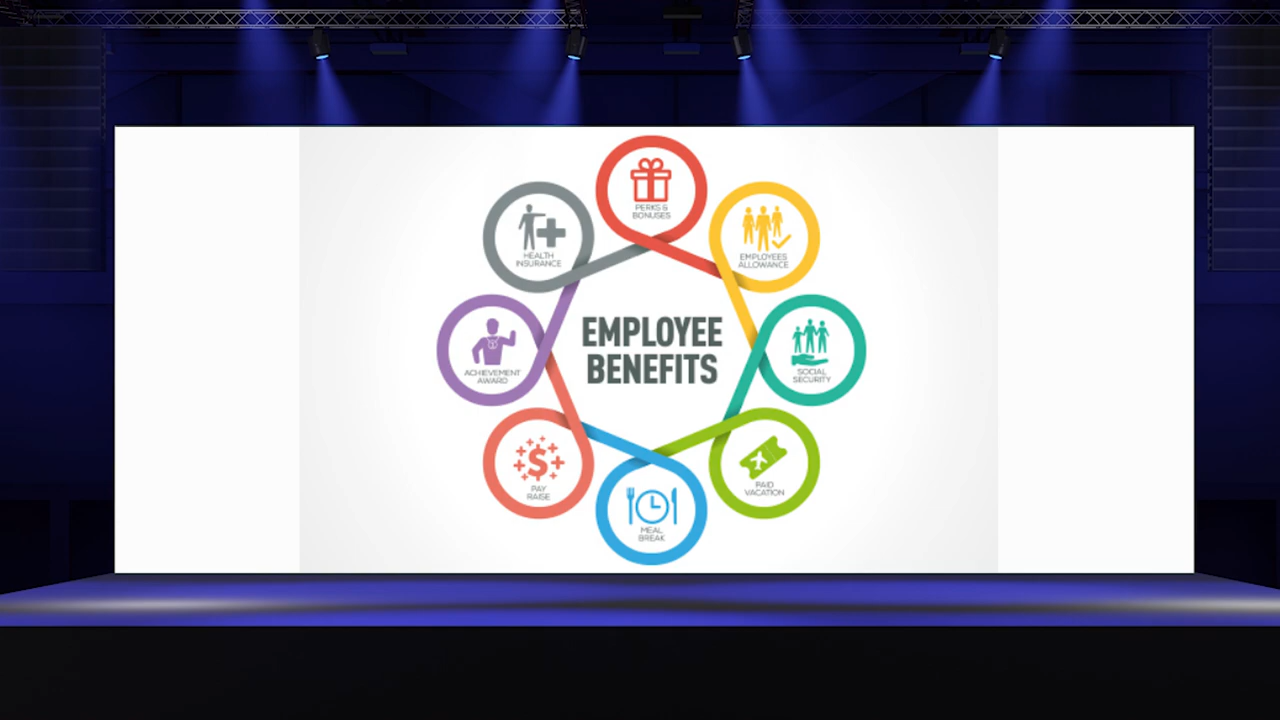 PERKS &
BONUSES
EMPLOYEES
ALLOWANCE
SOCIAL
SECURITY
PAID
VACATION
MEAL
BREAK
PAY
RAISE
ACHIEVEMENT
AWARD
HEALTH
INSURANCE
EMPLOYEE
BENEFITS